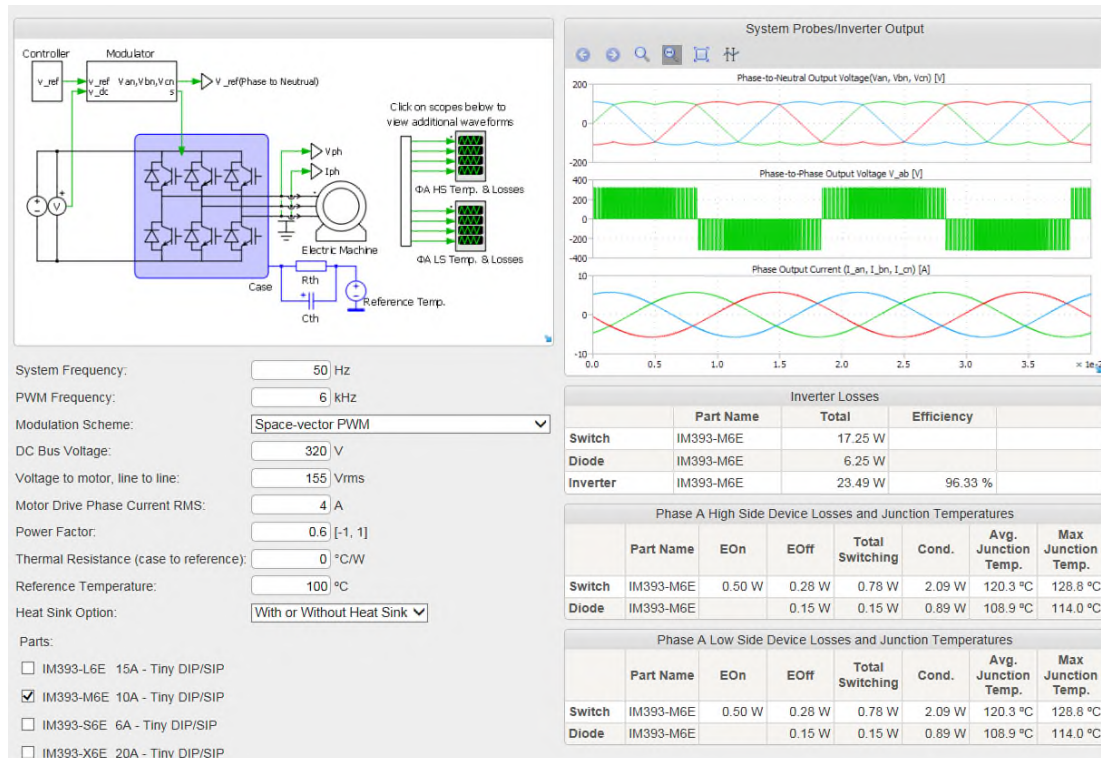 Controller
Modulator
v_ref
v_ref Van,Vbn,Vcn
v_dc s
V_ref(Phase to Neutrual)
Click on scopes below to
view additional waveforms
V
Vph
Iph
ΦA HS Temp. & Losses
Electric Machine
ΦA LS Temp. & Losses
Case
Rth
Reference Temp.
Cth
System Frequency: 50 Hz
PWM Frequency: 6 kHz
Modulation Scheme: Space-vector PWM
DC Bus Voltage: 320 V
Voltage to motor, line to line: 155 Vrms
Motor Drive Phase Current RMS: 4 A
Power Factor: 0.6 [-1, 1]
Thermal Resistance (case to reference): 0 °C/W
Reference Temperature: 100 ºC
Heat Sink Option: With or Without Heat Sink
Parts:
IM393-L6E 15A - Tiny DIP/SIP
IM393-M6E 10A - Tiny DIP/SIP
IM393-S6E 6A - Tiny DIP/SIP
IM393-X6E 20A - Tiny DIP/SIP
System Probes/Inverter Output
Phase-to-Neutral Output Voltage(Van, Vbn, Vcn) [V]
200
0
-200
Phase-to-Phase Output Voltage V_ab [V]
400
200
0
-200
-400
Phase Output Current (I_an, I_bn, I_cn) [A]
10
0
-10
0.0 0.5 1.0 1.5 2.0 2.5 3.0 3.5
Inverter Losses
Part Name Total Efficiency
Switch IM393-M6E 17.25 W
Diode IM393-M6E 6.25 W
Inverter IM393-M6E 23.49 W 96.33 %
Phase A High Side Device Losses and Junction Temperatures
Part Name EOn EOff Total Switching Cond. Avg. Junction Temp. Max Junction Temp.
Switch IM393-M6E 0.50 W 0.28 W 0.78 W 2.09 W 120.3 ºC 128.8 ºC
Diode IM393-M6E 0.15 W 0.15 W 0.89 W 108.9 ºC 114.0 ºC
Phase A Low Side Device Losses and Junction Temperatures
Part Name EOn EOff Total Switching Cond. Avg. Junction Temp. Max Junction Temp.
Switch IM393-M6E 0.50 W 0.28 W 0.78 W 2.09 W 120.3 ºC 128.8 ºC
Diode IM393-M6E 0.15 W 0.15 W 0.89 W 108.9 ºC 114.0 ºC